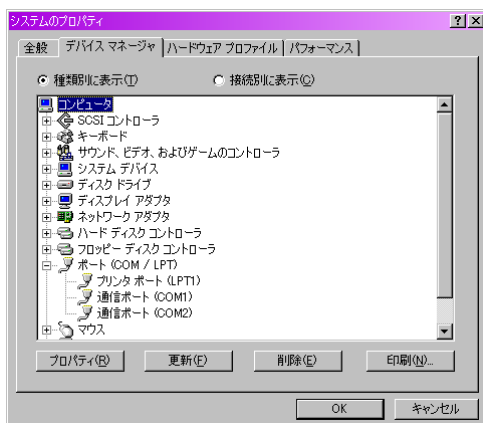 システムのプロパティ
全般 デバイス マネージャ ハードウェア プロファイル パフォーマンス
種類別に表示(T) 接続別に表示(C)
コンピュータ
SCSI コントローラ
キーボード
サウンド、ビデオ、およびゲームのコントローラ
システム デバイス
ディスク ドライブ
ディスプレイ アダプタ
ネットワーク アダプタ
ハード ディスク コントローラ
フロッピー ディスク コントローラ
ポート (COM / LPT)
プリンタ ポート (LPT1)
通信ポート (COM1)
通信ポート (COM2)
マウス
プロパティ(R) 更新(F) 削除(E) 印刷(N)...
OK キャンセル